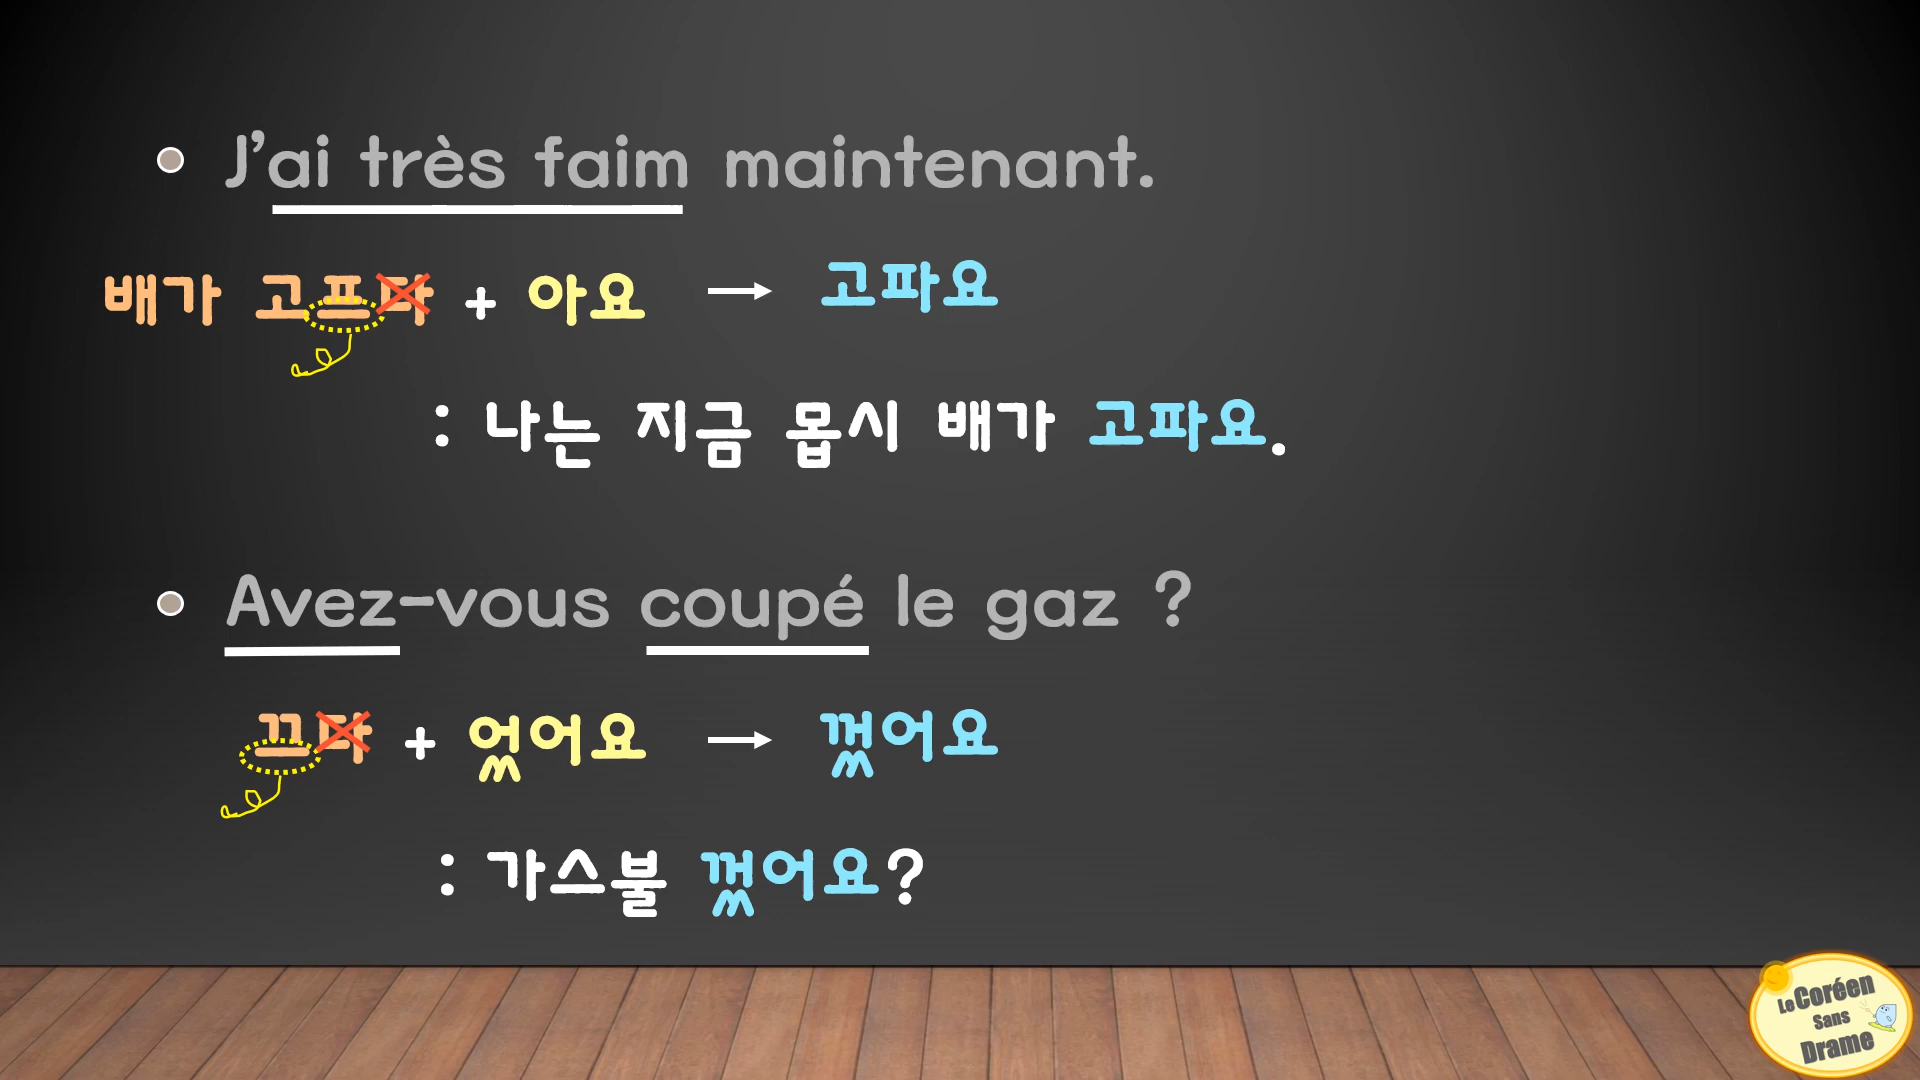 J'ai très faim maintenant.
배가 고프다 + 아요 → 고파요
: 나는 지금 몹시 배가 고파요.
Avez-vous coupé le gaz ?
끄다 + 었어요 → 껐어요
: 가스불 껐어요?
Le Coréen
Sans
Drame